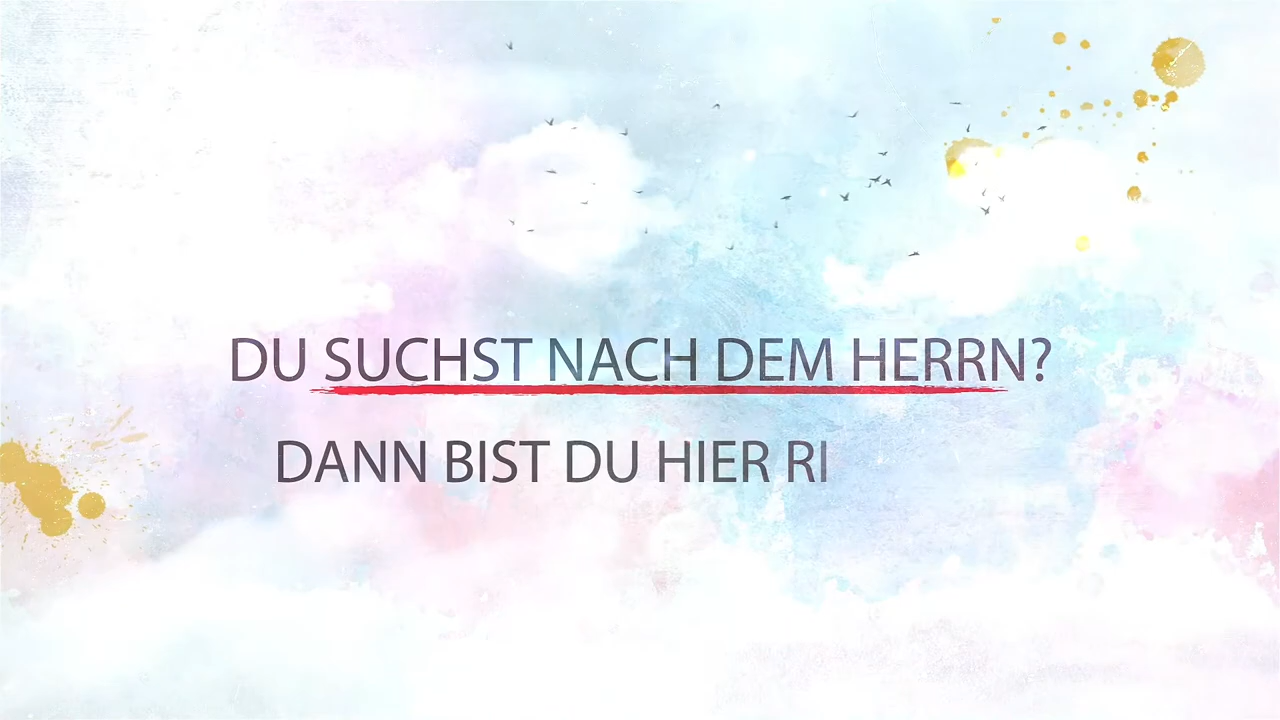 DU SUCHST NACH DEM HERRN?
DANN BIST DU HIER RI